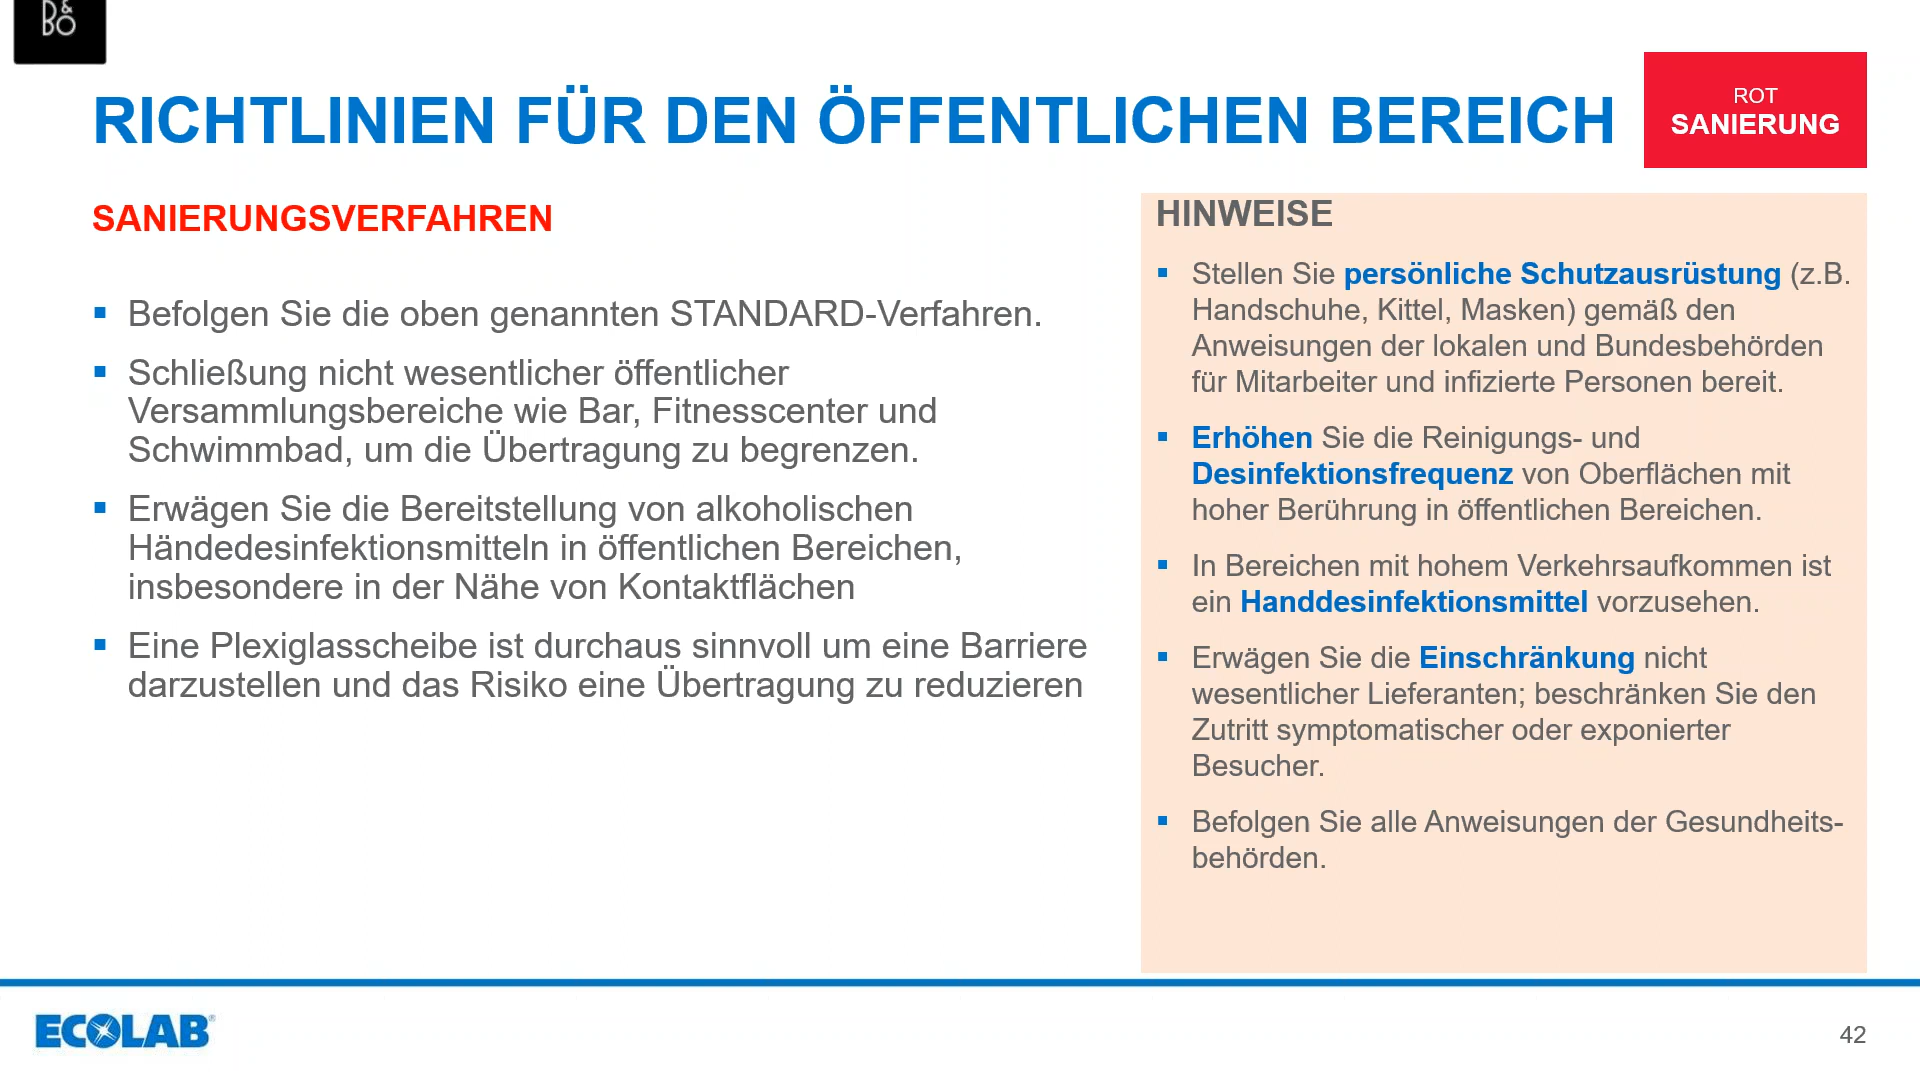 B&
BO
RICHTLINIEN FÜR DEN ÖFFENTLICHEN BEREICH
ROT
SANIERUNG
SANIERUNGSVERFAHREN
▪ Befolgen Sie die oben genannten STANDARD-Verfahren.
▪ Schließung nicht wesentlicher öffentlicher
Versammlungsbereiche wie Bar, Fitnesscenter und
Schwimmbad, um die Übertragung zu begrenzen.
▪ Erwägen Sie die Bereitstellung von alkoholischen
Händedesinfektionsmitteln in öffentlichen Bereichen,
insbesondere in der Nähe von Kontaktflächen
▪ Eine Plexiglasscheibe ist durchaus sinnvoll um eine Barriere
darzustellen und das Risiko eine Übertragung zu reduzieren
HINWEISE
▪ Stellen Sie persönliche Schutzausrüstung (z.B.
Handschuhe, Kittel, Masken) gemäß den
Anweisungen der lokalen und Bundesbehörden
für Mitarbeiter und infizierte Personen bereit.
▪ Erhöhen Sie die Reinigungs- und
Desinfektionsfrequenz von Oberflächen mit
hoher Berührung in öffentlichen Bereichen.
▪ In Bereichen mit hohem Verkehrsaufkommen ist
ein Handdesinfektionsmittel vorzusehen.
▪ Erwägen Sie die Einschränkung nicht
wesentlicher Lieferanten; beschränken Sie den
Zutritt symptomatischer oder exponierter
Besucher.
▪ Befolgen Sie alle Anweisungen der Gesundheits-
behörden.
ECOLAB®
42